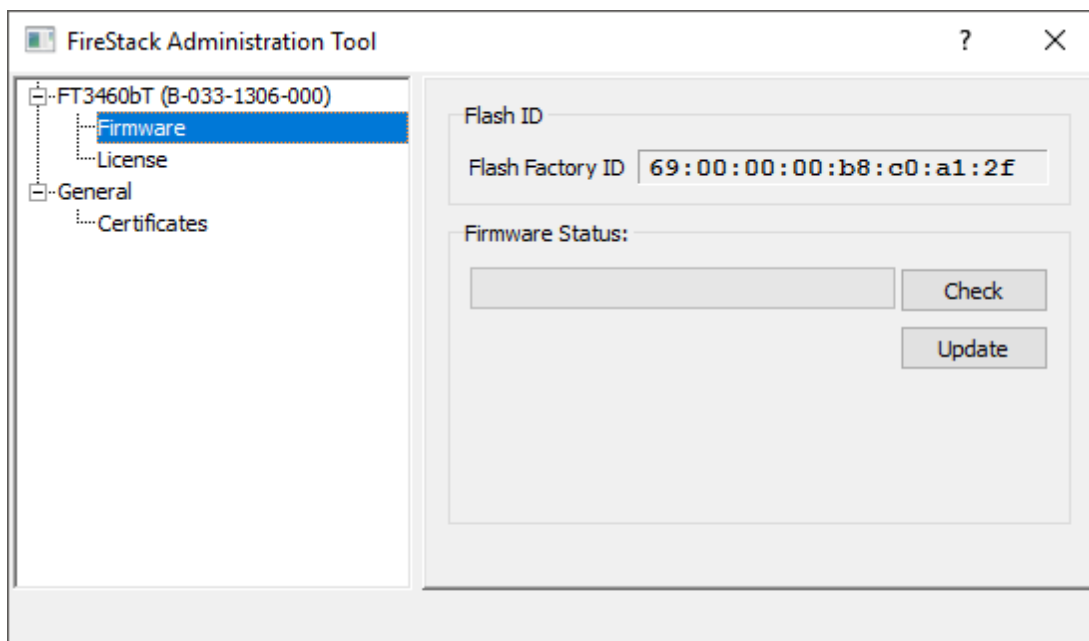 FireStack Administration Tool
?
FT3460bT (B-033-1306-000)
Firmware
License
General
Certificates
Flash ID
Flash Factory ID 69:00:00:00:b8:c0:a1:2f
Firmware Status:
Check
Update